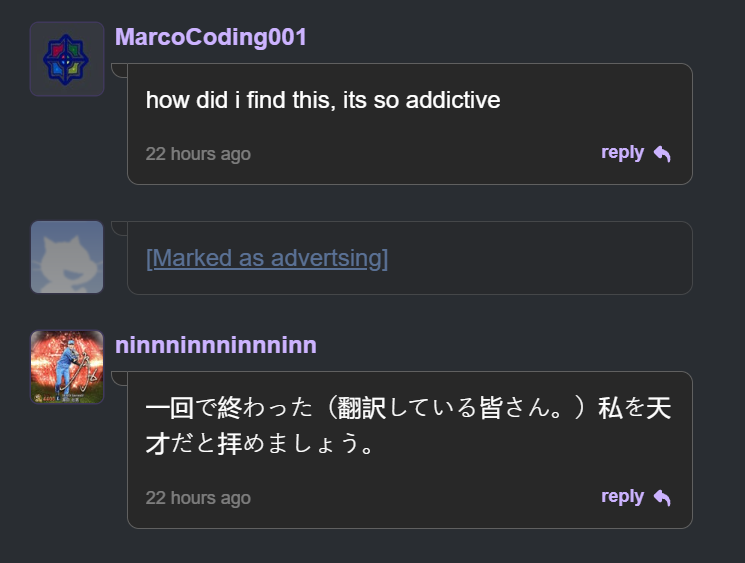 MarcoCoding001
how did i find this, its so addictive
22 hours ago
reply
[Marked as advertsing]
ninnninnninnninn
一回で終わった（翻訳している皆さん。）私を天
才だと拝めましょう。
22 hours ago
reply